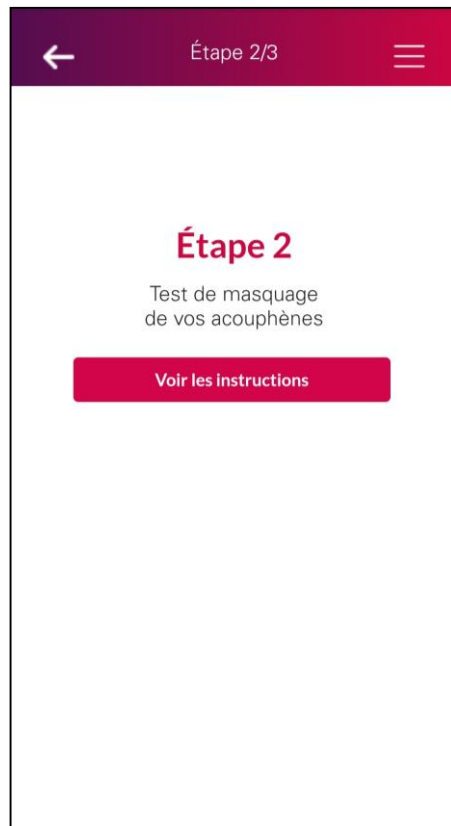 Étape 2/3
Étape 2
Test de masquage
de vos acouphènes
Voir les instructions